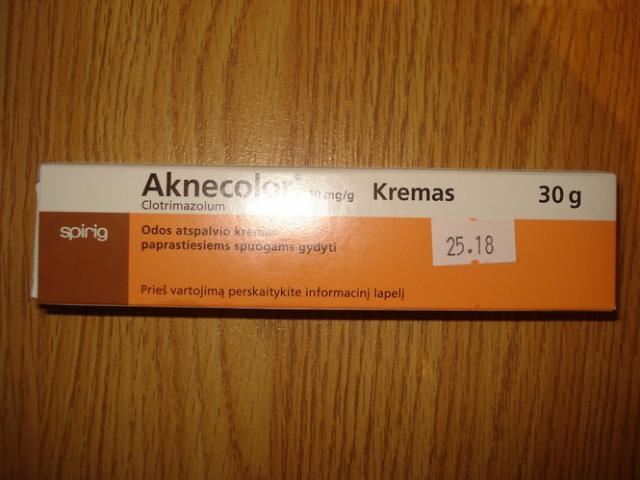 Aknecolor 10 mg/g Kremas 30 g
Clotrimazolum
spirig
Odos atspalvio kremas
paprastiesiems spuogams gydyti
25.18
Prieš vartojimą perskaitykite informacinį lapelį